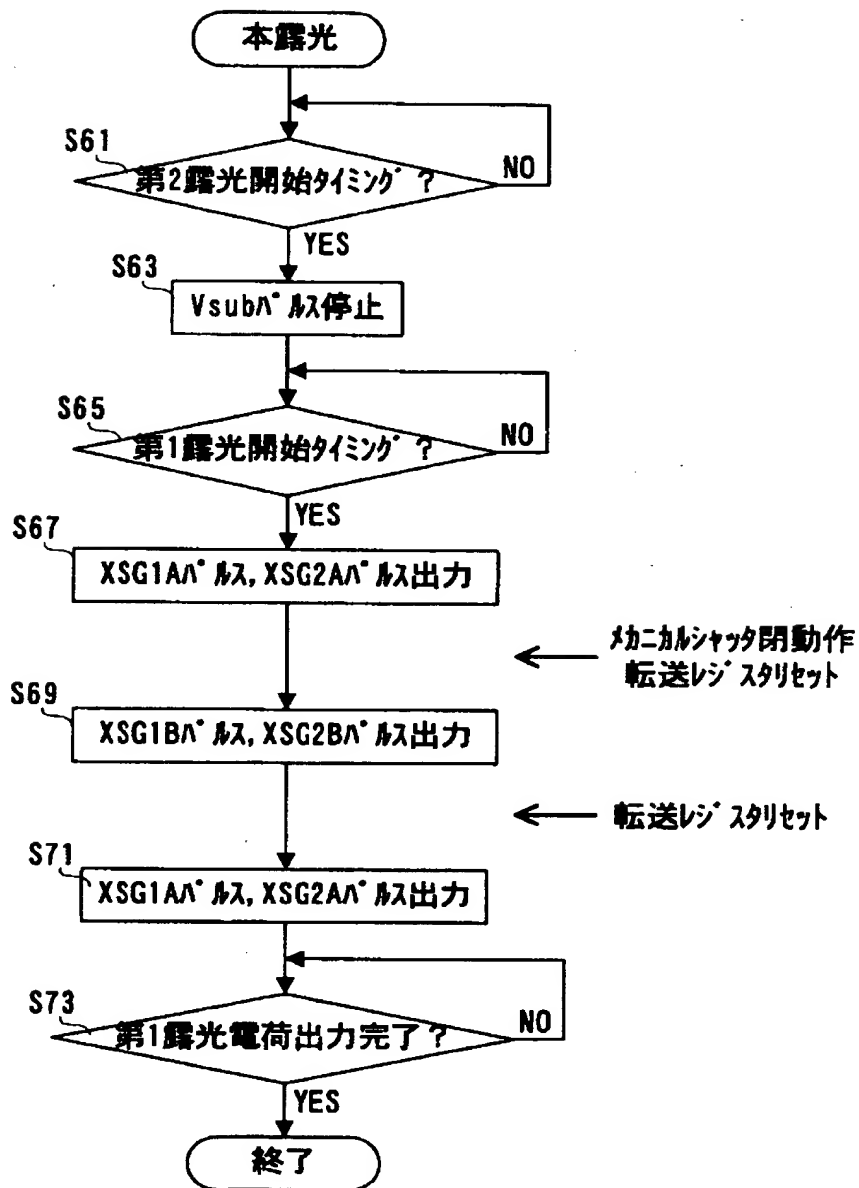 本露光
S61
第2露光開始ﾀｲﾐﾝｸﾞ?
NO
YES
S63
Vsubﾊﾟﾙｽ停止
S65
第1露光開始ﾀｲﾐﾝｸﾞ?
NO
YES
S67
XSG1Aﾊﾟﾙｽ,XSG2Aﾊﾟﾙｽ出力
ﾒｶﾆｶﾙｼｬｯﾀ閉動作
転送ﾚｼﾞｽﾀﾘｾｯﾄ
S69
XSG1Bﾊﾟﾙｽ,XSG2Bﾊﾟﾙｽ出力
転送ﾚｼﾞｽﾀﾘｾｯﾄ
S71
XSG1Aﾊﾟﾙｽ,XSG2Aﾊﾟﾙｽ出力
S73
第1露光電荷出力完了?
NO
YES
終了